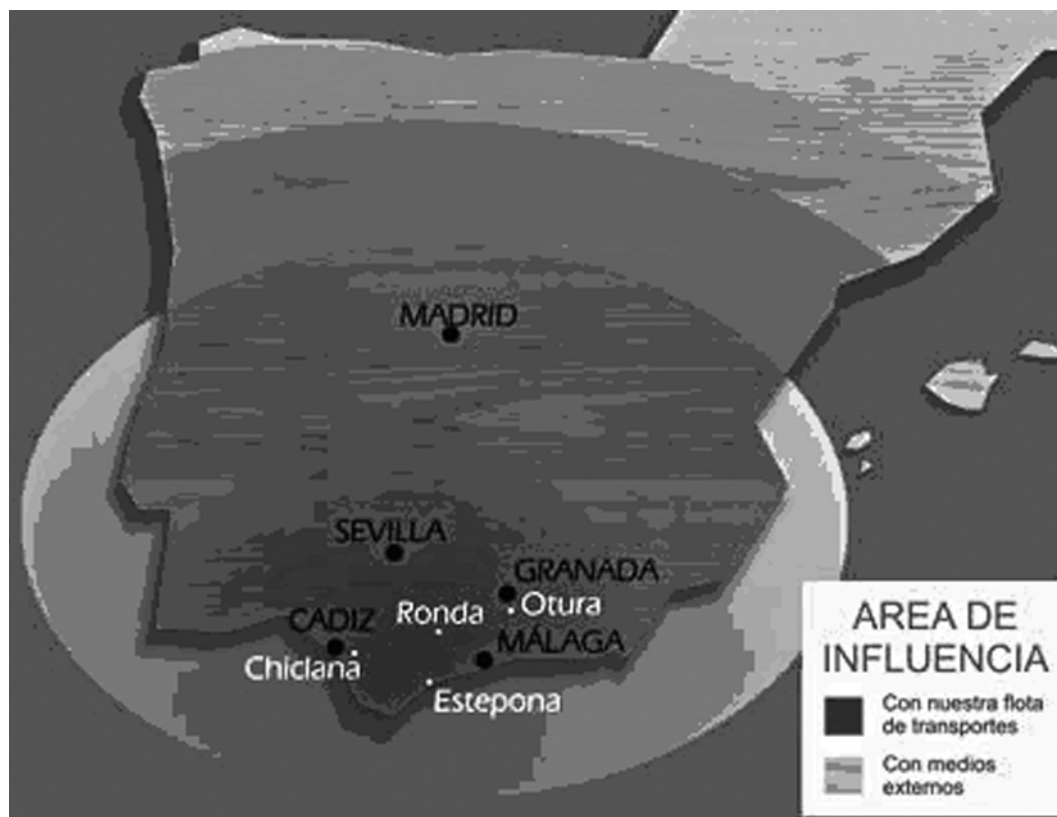 MADRID
SEVILLA
GRANADA
Otura
Ronda
CADIZ
MÁLAGA
Chiclana
Estepona
AREA DE
INFLUENCIA
Con nuestra flota
de transportes
Con medios
externos